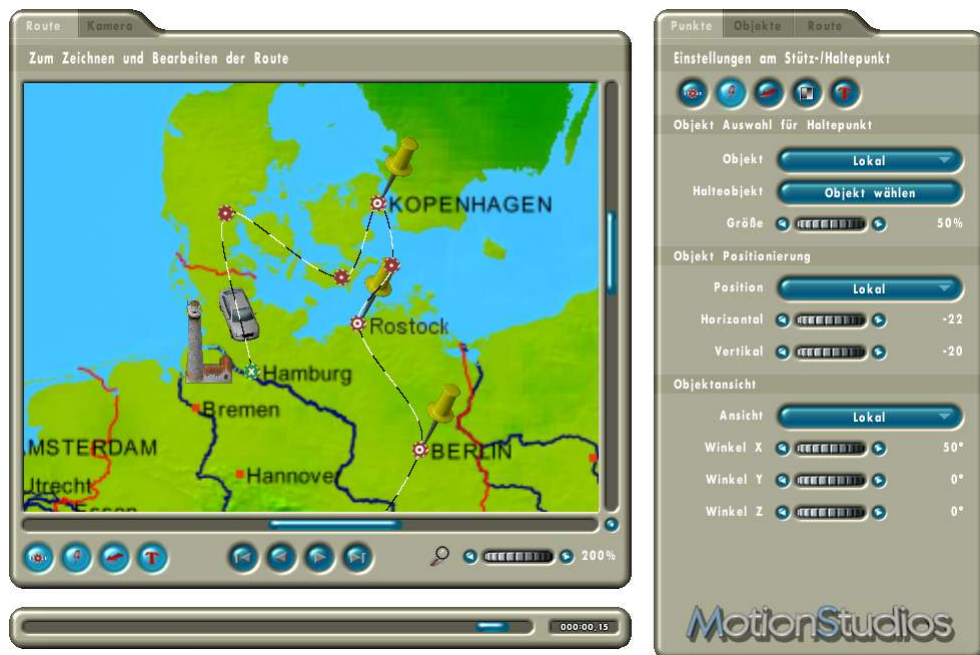 Route Kamera
Zum Zeichnen und Bearbeiten der Route
KOPENHAGEN
Rostock
Hamburg
Bremen
MSTERDAM
BERLIN
Hannove
Jtrecht
Essen
200%
000:00,15
Punkte Objekte Route
Einstellungen am Stütz-/Haltepunkt
Objekt Auswahl für Haltepunkt
Objekt Lokal
Halteobjekt Objekt wählen
Größe 50%
Objekt Positionierung
Position Lokal
Horizontal -22
Vertikal -20
Objektansicht
Ansicht Lokal
Winkel X 50°
Winkel Y 0°
Winkel Z 0°
MotionStudios